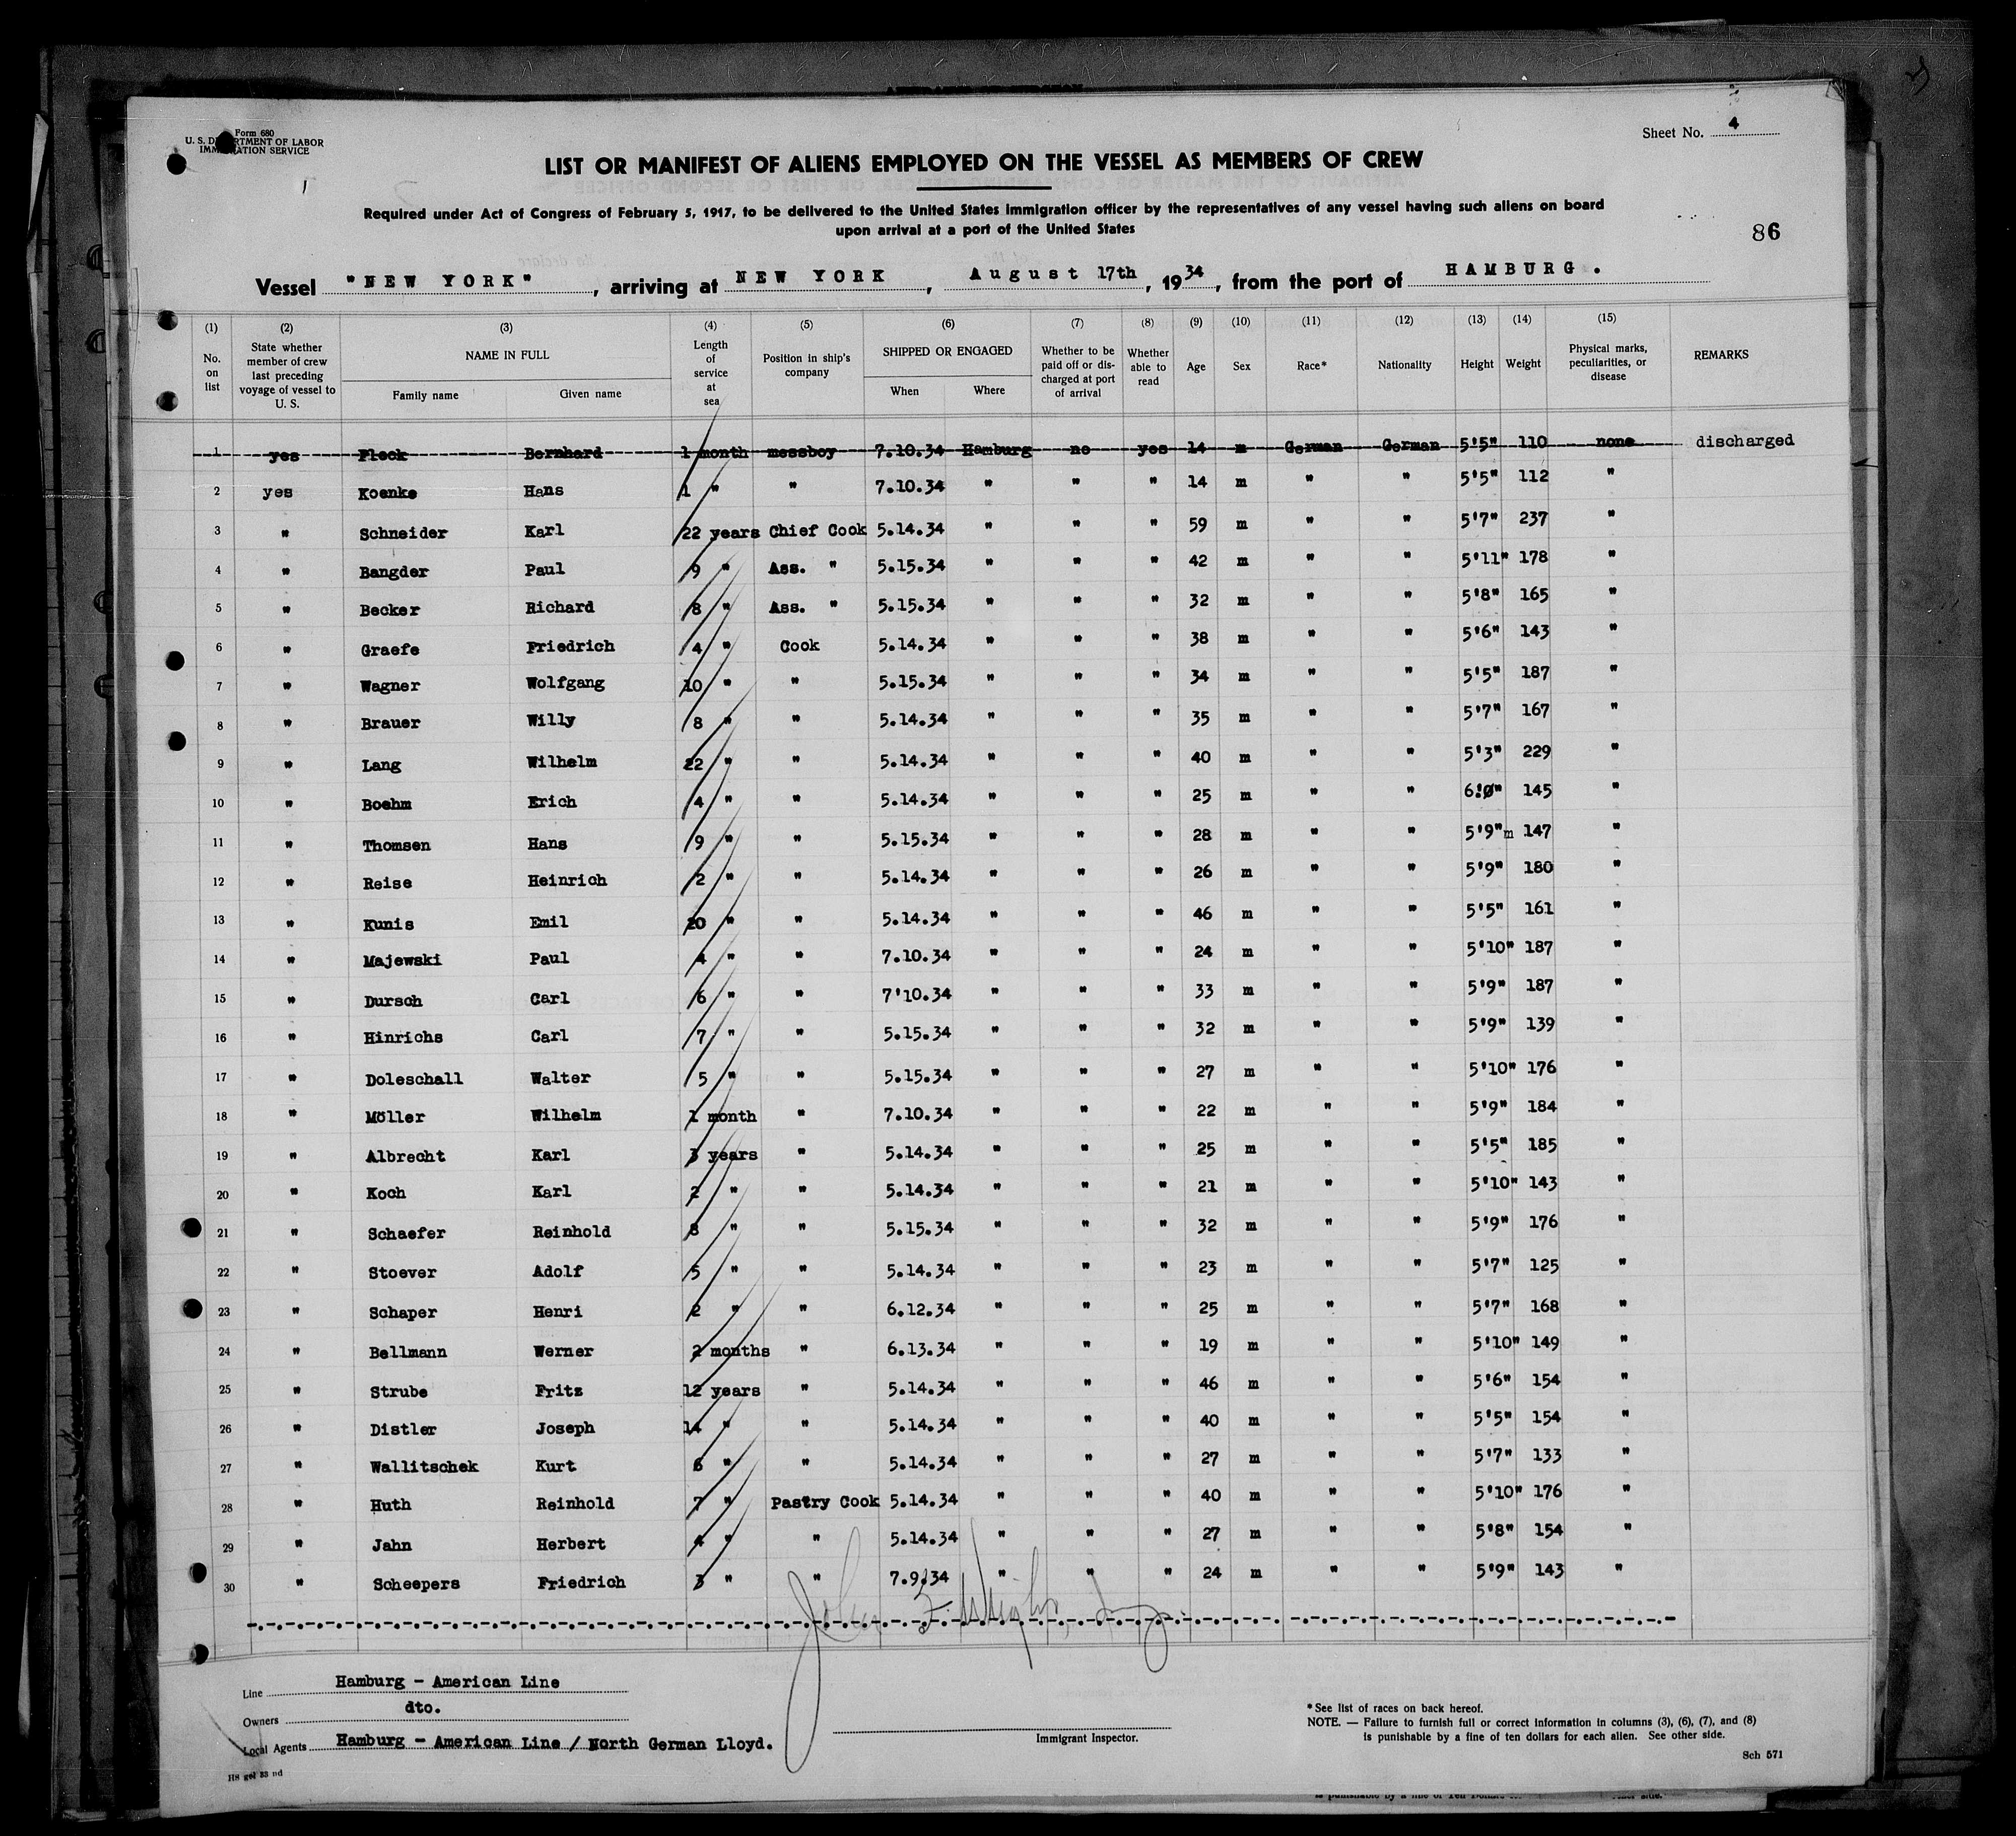 Form 680
U. S. DEPARTMENT OF LABOR
IMMIGRATION SERVICE
Sheet No. 4
LIST OR MANIFEST OF ALIENS EMPLOYED ON THE VESSEL AS MEMBERS OF CREW
Required under Act of Congress of February 5, 1917, to be delivered to the United States immigration officer by the representatives of any vessel having such aliens on board
upon arrival at a port of the United States
86
Vessel "NEW YORK", arriving at NEW YORK, August 17th, 1934, from the port of HAMBURG.
(1) (2) (3) (4) (5) (6) (7) (8) (9) (10) (11) (12) (13) (14) (15)
No. on list State whether member of crew last preceding voyage of vessel to U. S. NAME IN FULL Length of service at sea Position in ship's company SHIPPED OR ENGAGED Whether to be paid off or discharged at port of arrival Whether able to read Age Sex Race* Nationality Height Weight Physical marks, peculiarities, or disease REMARKS
Family name Given name When Where
1 yes Fleck Bernhard 1 month messboy 7.10.34 Hamburg no yes 14 m German German 5'5" 110 none discharged
2 yes Koenke Hans 1 " " 7.10.34 " " " 14 m " " 5'5" 112 "
3 " Schneider Karl 22 years Chief Cook 5.14.34 " " " 59 m " " 5'7" 237 "
4 " Bangder Paul 9 " Ass. " 5.15.34 " " " 42 m " " 5'11" 178 "
5 " Becker Richard 8 " Ass. " 5.15.34 " " " 32 m " " 5'8" 165 "
6 " Graefe Friedrich 4 " Cook 5.14.34 " " " 38 m " " 5'6" 143 "
7 " Wagner Wolfgang 10 " " 5.15.34 " " " 34 m " " 5'5" 187 "
8 " Brauer Willy 8 " " 5.14.34 " " " 35 m " " 5'7" 167 "
9 " Lang Wilhelm 22 " " 5.14.34 " " " 40 m " " 5'3" 229 "
10 " Boehm Erich 4 " " 5.14.34 " " " 25 m " " 6'0" 145 "
11 " Thomsen Hans 9 " " 5.15.34 " " " 28 m " " 5'9"m 147 "
12 " Reise Heinrich 2 " " 5.14.34 " " " 26 m " " 5'9" 180 "
13 " Kunis Emil 20 " " 5.14.34 " " " 46 m " " 5'5" 161 "
14 " Majewski Paul 4 " " 7.10.34 " " " 24 m " " 5'10" 187 "
15 " Dursch Carl 6 " " 7'10.34 " " " 33 m " " 5'9" 187 "
16 " Hinrichs Carl 7 " " 5.15.34 " " " 32 m " " 5'9" 139 "
17 " Doleschall Walter 5 " " 5.15.34 " " " 27 m " " 5'10" 176 "
18 " Möller Wilhelm 1 month " 7.10.34 " " " 22 m " " 5'9" 184 "
19 " Albrecht Karl 3 years " 5.14.34 " " " 25 m " " 5'5" 185 "
20 " Koch Karl 2 " " 5.14.34 " " " 21 m " " 5'10" 143 "
21 " Schaefer Reinhold 8 " " 5.15.34 " " " 32 m " " 5'9" 176 "
22 " Stoever Adolf 5 " " 5.14.34 " " " 23 m " " 5'7" 125 "
23 " Schaper Henri 2 " " 6.12.34 " " " 25 m " " 5'7" 168 "
24 " Bellmann Werner 2 months " 6.13.34 " " " 19 m " " 5'10" 149 "
25 " Strube Fritz 12 years " 5.14.34 " " " 46 m " " 5'6" 154 "
26 " Distler Joseph 14 " " 5.14.34 " " " 40 m " " 5'5" 154 "
27 " Wallitschek Kurt 6 " " 5.14.34 " " " 27 m " " 5'7" 133 "
28 " Huth Reinhold 7 " Pastry Cook 5.14.34 " " " 40 m " " 5'10" 176 "
29 " Jahn Herbert 4 " " 5.14.34 " " " 27 m " " 5'8" 154 "
30 " Scheepers Friedrich 3 " " 7.9.34 " " " 24 m " " 5'9" 143 "
Line Hamburg - American Line
Owners dto.
Local Agents Hamburg - American Line / North German Lloyd.
Immigrant Inspector.
*See list of races on back hereof.
NOTE. — Failure to furnish full or correct information in columns (3), (6), (7), and (8)
is punishable by a fine of ten dollars for each alien. See other side.
Sch 571